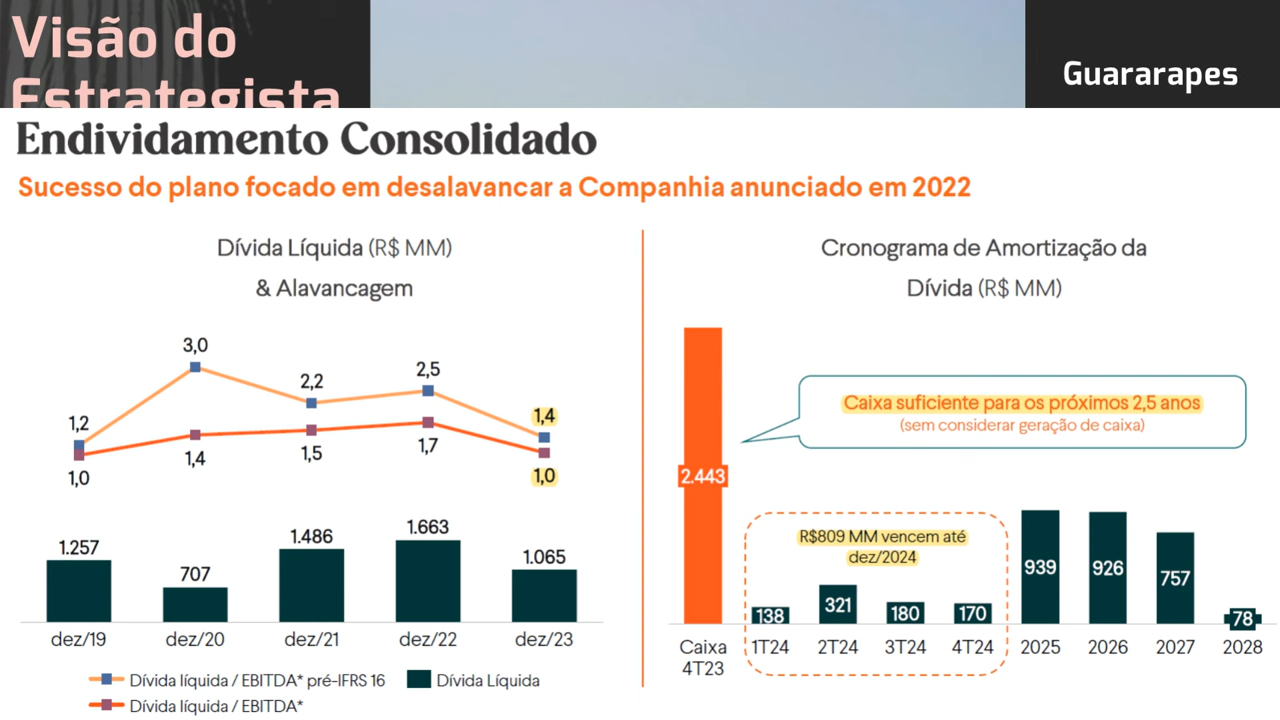 Visão do
Estrategista
Guararapes
Endividamento Consolidado
Sucesso do plano focado em desalavancar a Companhia anunciado em 2022
Dívida Líquida (R$ MM)
& Alavancagem
3,0
2,5
2,2
1,2
1,4
1,0
1,4
1,5
1,7
1,0
1.257
707
1.486
1.663
1.065
dez/19
dez/20
dez/21
dez/22
dez/23
Dívida líquida / EBITDA* pré-IFRS 16
Dívida Líquida
Dívida líquida / EBITDA*
Cronograma de Amortização da
Dívida (R$ MM)
Caixa suficiente para os próximos 2,5 anos
(sem considerar geração de caixa)
2.443
R$809 MM vencem até
dez/2024
138
321
180
170
939
926
757
78
Caixa
4T23
1T24
2T24
3T24
4T24
2025
2026
2027
2028